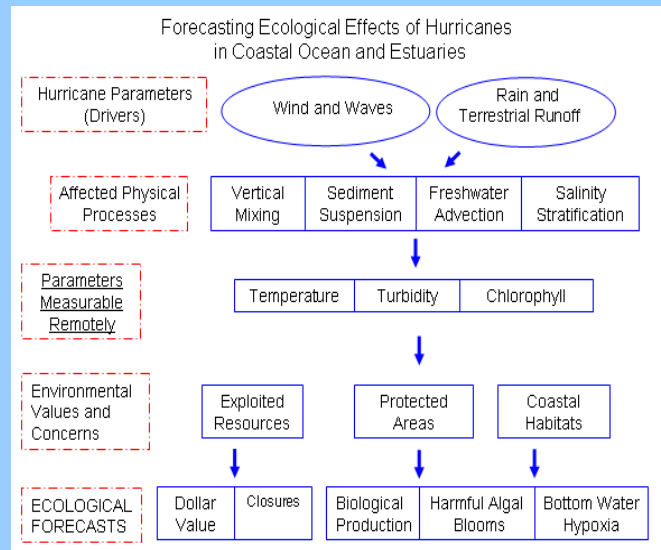 Forecasting Ecological Effects of Hurricanes
in Coastal Ocean and Estuaries
Hurricane Parameters
(Drivers)
Wind and Waves
Rain and
Terrestrial Runoff
Affected Physical
Processes
Vertical
Mixing
Sediment
Suspension
Freshwater
Advection
Salinity
Stratification
Parameters
Measurable
Remotely
Temperature
Turbidity
Chlorophyll
Environmental
Values and
Concerns
Exploited
Resources
Protected
Areas
Coastal
Habitats
ECOLOGICAL
FORECASTS
Dollar
Value
Closures
Biological
Production
Harmful Algal
Blooms
Bottom Water
Hypoxia